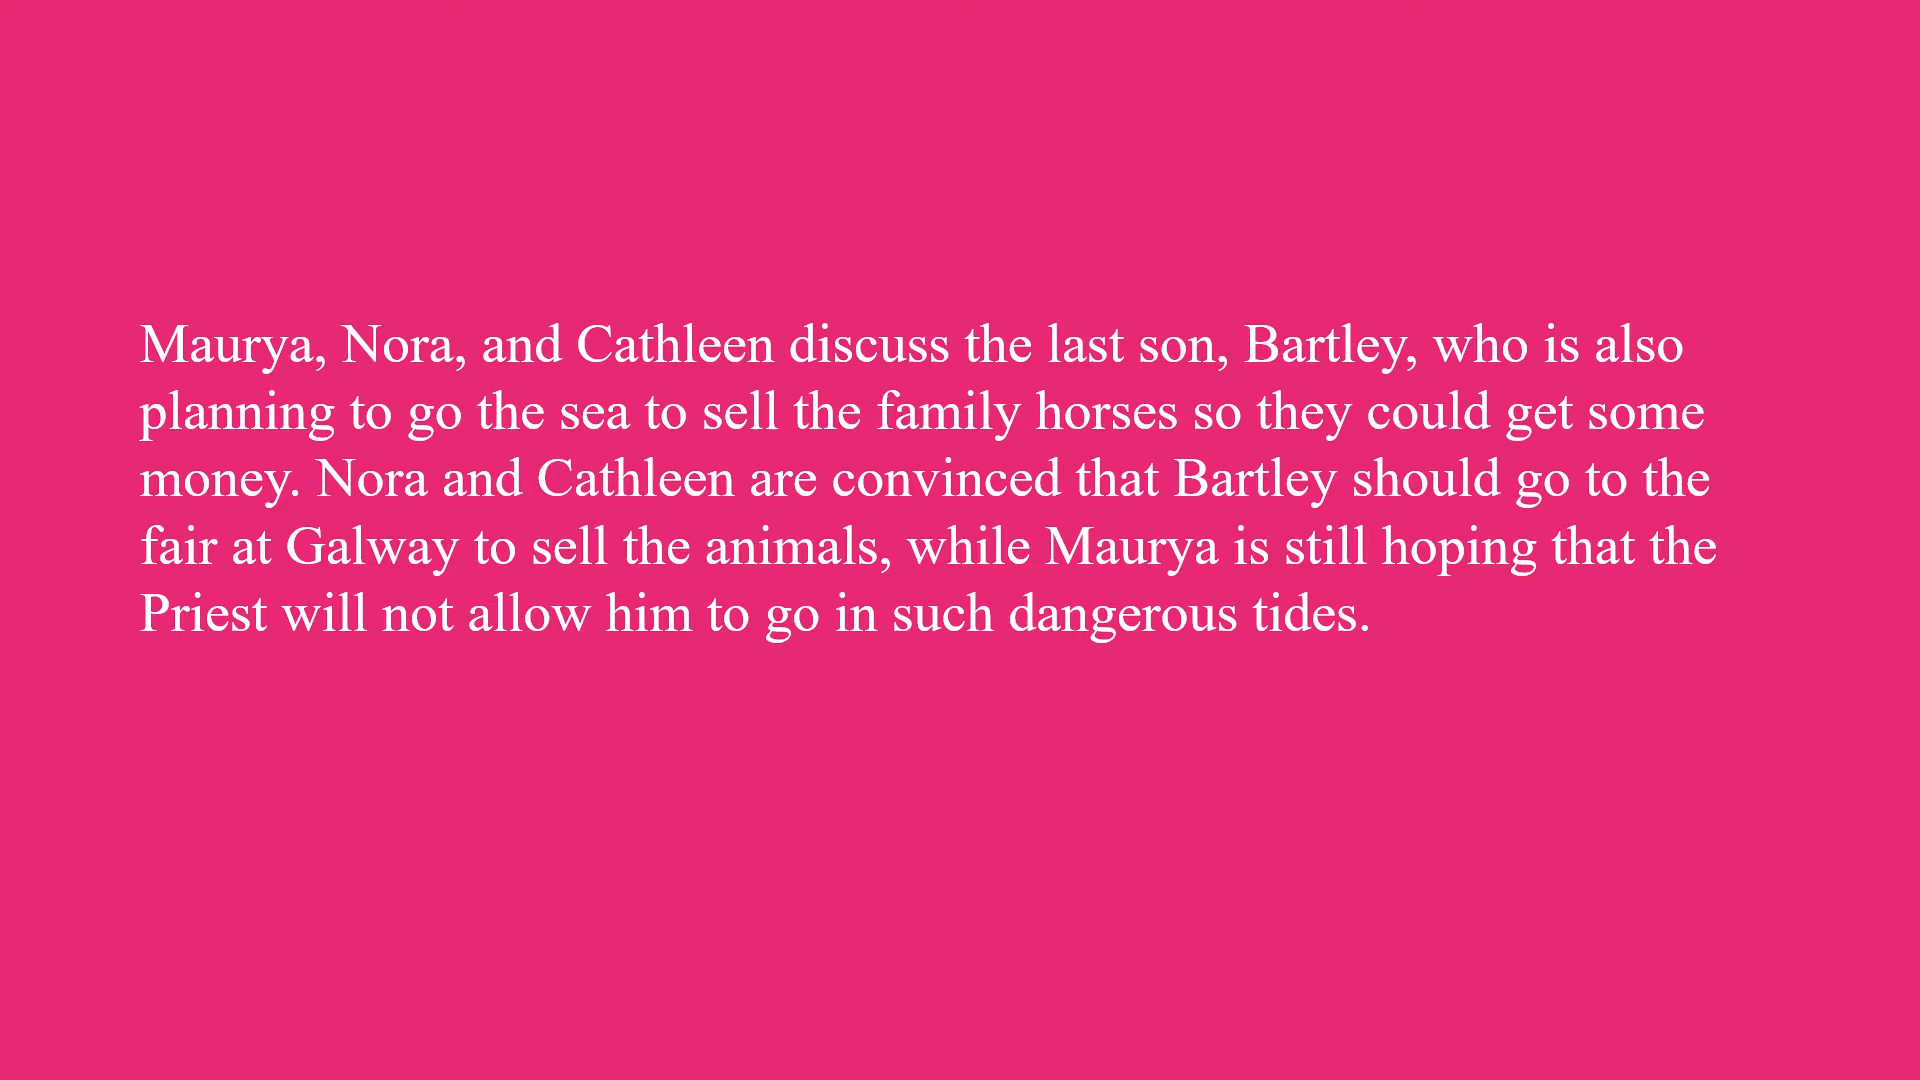 Maurya, Nora, and Cathleen discuss the last son, Bartley, who is also
planning to go the sea to sell the family horses so they could get some
money. Nora and Cathleen are convinced that Bartley should go to the
fair at Galway to sell the animals, while Maurya is still hoping that the
Priest will not allow him to go in such dangerous tides.